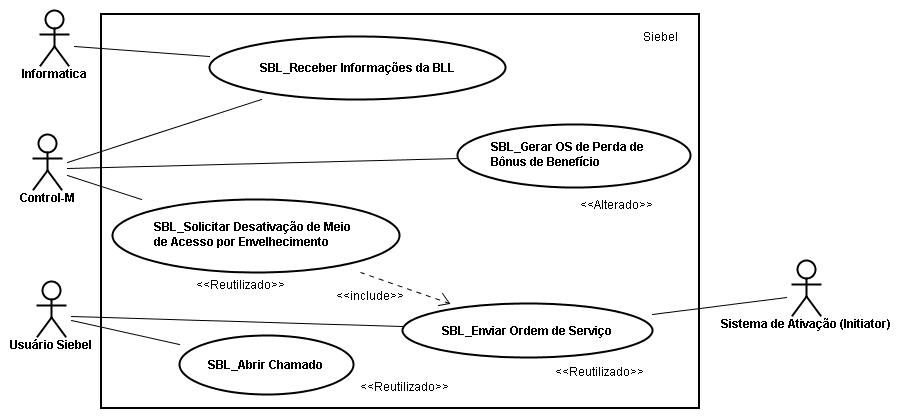 Siebel
Informatica
SBL_Receber Informações da BLL
SBL_Gerar OS de Perda de
Bônus de Benefício
Control-M
<<Alterado>>
SBL_Solicitar Desativação de Meio
de Acesso por Envelhecimento
<<Reutilizado>>
<<include>>
Usuário Siebel
SBL_Enviar Ordem de Serviço
Sistema de Ativação (Initiator)
SBL_Abrir Chamado
<<Reutilizado>>
<<Reutilizado>>